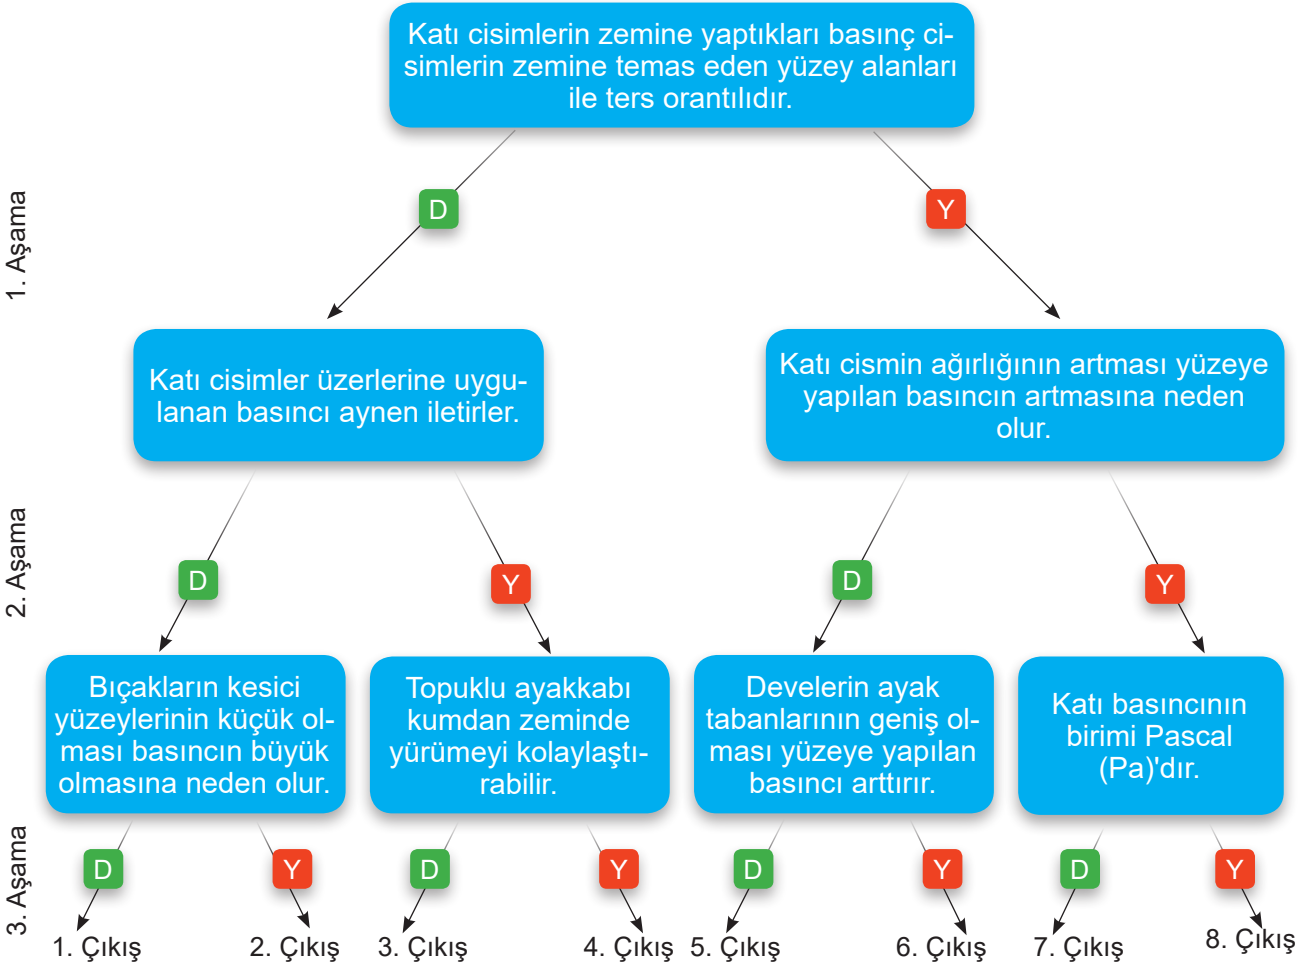 Katı cisimlerin zemine yaptıkları basınç ci-
simlerin zemine temas eden yüzey alanları
ile ters orantılıdır.
1. Aşama
D
Y
Katı cisimler üzerlerine uygu-
lanan basıncı aynen iletirler.
Katı cismin ağırlığının artması yüzeye
yapılan basıncın artmasına neden
olur.
2. Aşama
D
Y
D
Y
Bıçakların kesici
yüzeylerinin küçük ol-
ması basıncın büyük
olmasına neden olur.
Topuklu ayakkabı
kumdan zeminde
yürümeyi kolaylaştı-
rabilir.
Develerin ayak
tabanlarının geniş ol-
ması yüzeye yapılan
basıncı arttırır.
Katı basıncının
birimi Pascal
(Pa)'dır.
3. Aşama
D
Y
D
Y
D
Y
D
Y
1. Çıkış
2. Çıkış
3. Çıkış
4. Çıkış
5. Çıkış
6. Çıkış
7. Çıkış
8. Çıkış